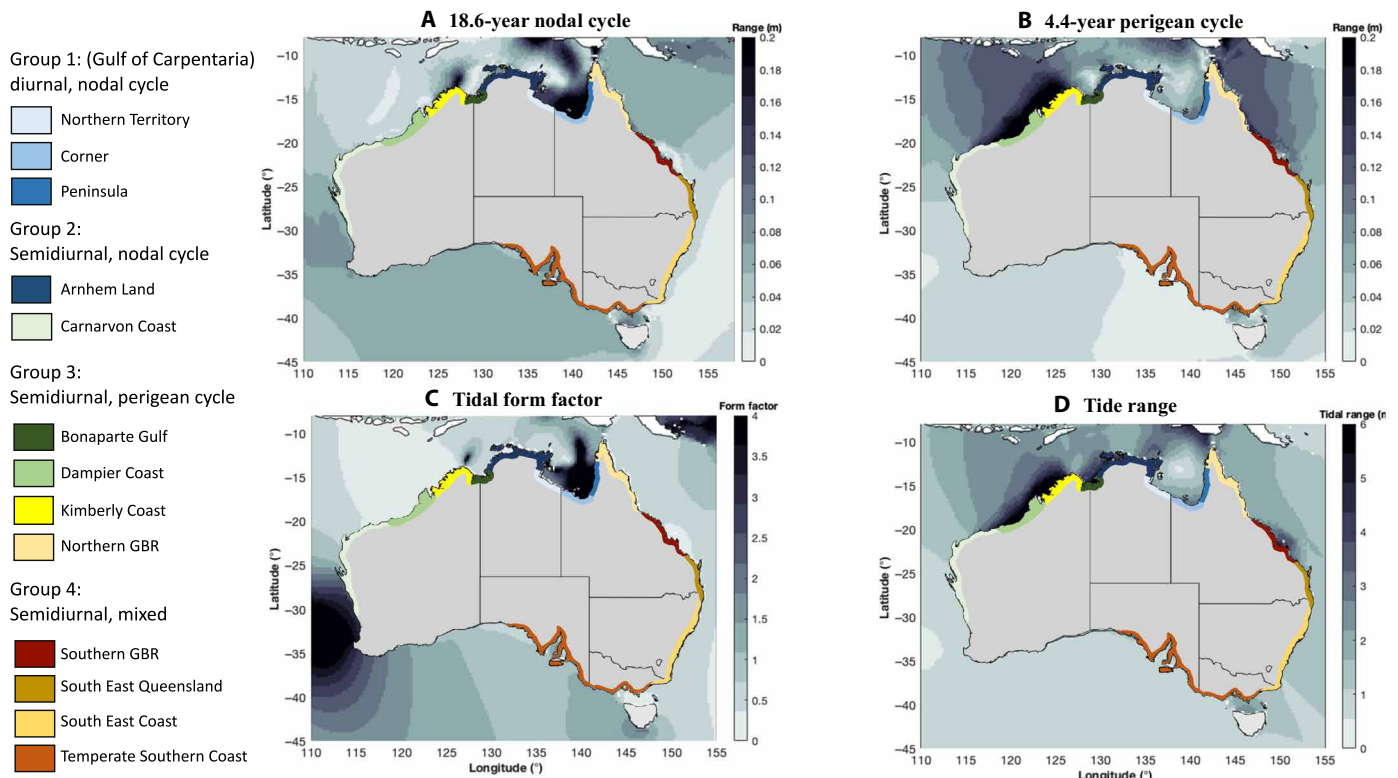 Group 1: (Gulf of Carpentaria)
diurnal, nodal cycle
Northern Territory
Corner
Peninsula
Group 2:
Semidiurnal, nodal cycle
Arnhem Land
Carnarvon Coast
Group 3:
Semidiurnal, perigean cycle
Bonaparte Gulf
Dampier Coast
Kimberly Coast
Northern GBR
Group 4:
Semidiurnal, mixed
Southern GBR
South East Queensland
South East Coast
Temperate Southern Coast
A 18.6-year nodal cycle
Range (m)
0.2
0.18
0.16
0.14
0.12
0.1
0.08
0.06
0.04
0.02
0
Latitude (°)
−10
−15
−20
−25
−30
−35
−40
−45
110 115 120 125 130 135 140 145 150 155
B 4.4-year perigean cycle
Range (m)
0.2
0.18
0.16
0.14
0.12
0.1
0.08
0.06
0.04
0.02
0
Latitude (°)
−10
−15
−20
−25
−30
−35
−40
−45
110 115 120 125 130 135 140 145 150 155
C Tidal form factor
Form factor
4
3.5
3
2.5
2
1.5
1
0.5
0
Latitude (°)
−10
−15
−20
−25
−30
−35
−40
−45
110 115 120 125 130 135 140 145 150 155
Longitude (°)
D Tide range
Tidal range (m
6
5
4
3
2
1
0
Latitude (°)
−10
−15
−20
−25
−30
−35
−40
−45
110 115 120 125 130 135 140 145 150 155
Longitude (°)